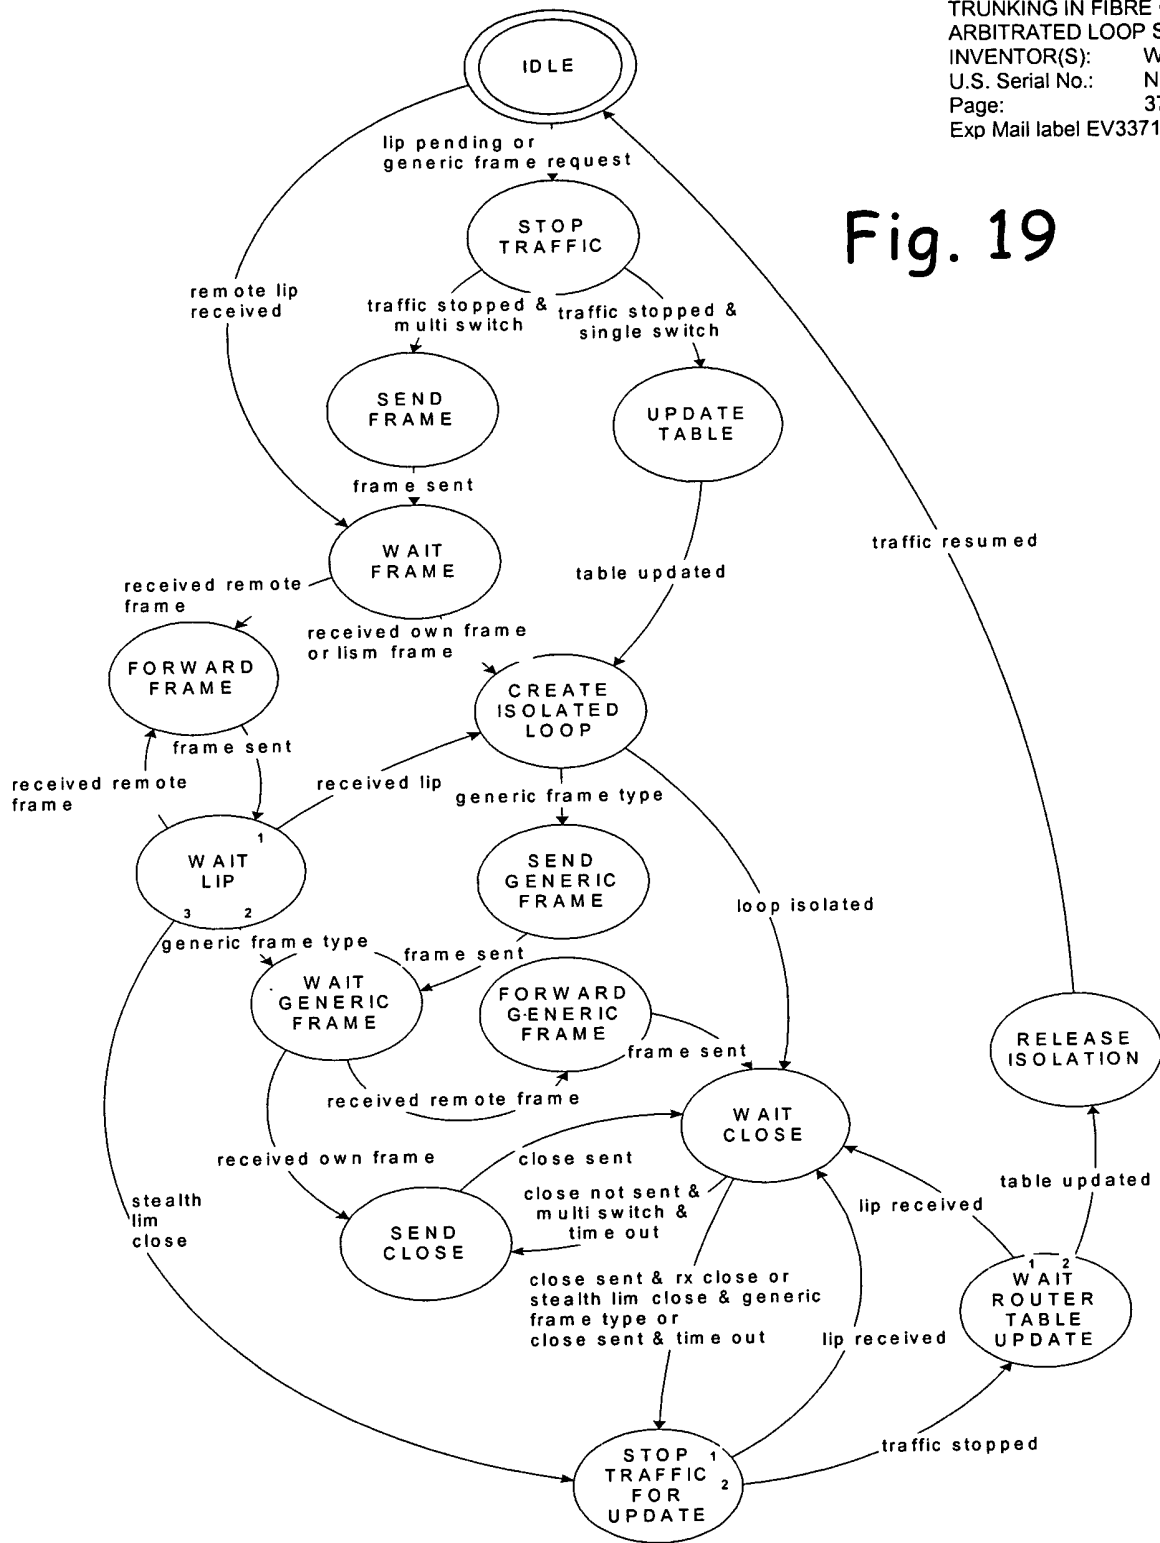 TRUNKING IN FIBRE
ARBITRATED LOOP S
INVENTOR(S): W
U.S. Serial No.: N
Page: 37
Exp Mail label EV3371
Fig. 19
IDLE
lip pending or
generic frame request
STOP
TRAFFIC
remote lip
received
traffic stopped &
multi switch
traffic stopped &
single switch
SEND
FRAME
UPDATE
TABLE
frame sent
WAIT
FRAME
traffic resumed
table updated
received remote
frame
received own frame
or lism frame
FORWARD
FRAME
CREATE
ISOLATED
LOOP
frame sent
received remote
frame
received lip
generic frame type
1
WAIT
LIP
3 2
SEND
GENERIC
FRAME
loop isolated
generic frame type
frame sent
WAIT
GENERIC
FRAME
FORWARD
GENERIC
FRAME
RELEASE
ISOLATION
frame sent
received remote frame
WAIT
CLOSE
received own frame
close sent
table updated
stealth
lim
close
close not sent &
multi switch &
time out
lip received
SEND
CLOSE
1 2
WAIT
ROUTER
TABLE
UPDATE
close sent & rx close or
stealth lim close & generic
frame type or
close sent & time out
lip received
traffic stopped
STOP 1
TRAFFIC 2
FOR
UPDATE